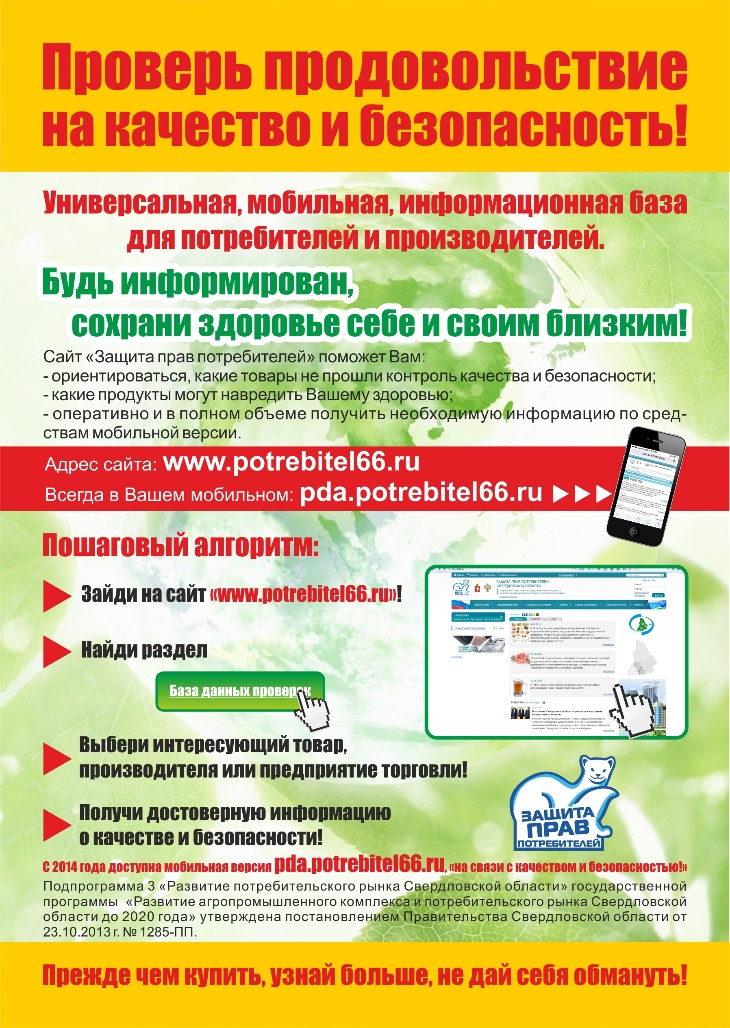 Проверь продовольствие
на качество и безопасность!
Универсальная, мобильная, информационная база
для потребителей и производителей.
Будь информирован,
сохрани здоровье себе и своим близким!
Сайт «Защита прав потребителей» поможет Вам:
- ориентироваться, какие товары не прошли контроль качества и безопасности;
- какие продукты могут навредить Вашему здоровью;
- оперативно и в полном объеме получить необходимую информацию по сред-
ствам мобильной версии.
Адрес сайта: www.potrebitel66.ru
Всегда в Вашем мобильном: pda.potrebitel66.ru
Пошаговый алгоритм:
Зайди на сайт «www.potrebitel66.ru»!
Найди раздел
База данных проверок
ЗАЩИТА ПРАВ ПОТРЕБИТЕЛЕЙ
СВЕРДЛОВСКОЙ ОБЛАСТИ
Выбери интересующий товар,
производителя или предприятие торговли!
Получи достоверную информацию
о качестве и безопасности!
ЗАЩИТА
ПРАВ
ПОТРЕБИТЕЛЕЙ
С 2014 года доступна мобильная версия pda.potrebitel66.ru, «на связи с качеством и безопасностью!»
Подпрограмма 3 «Развитие потребительского рынка Свердловской области» государственной
программы «Развитие агропромышленного комплекса и потребительского рынка Свердловской
области до 2020 года» утверждена постановлением Правительства Свердловской области от
23.10.2013 г. № 1285-ПП.
Прежде чем купить, узнай больше, не дай себя обмануть!